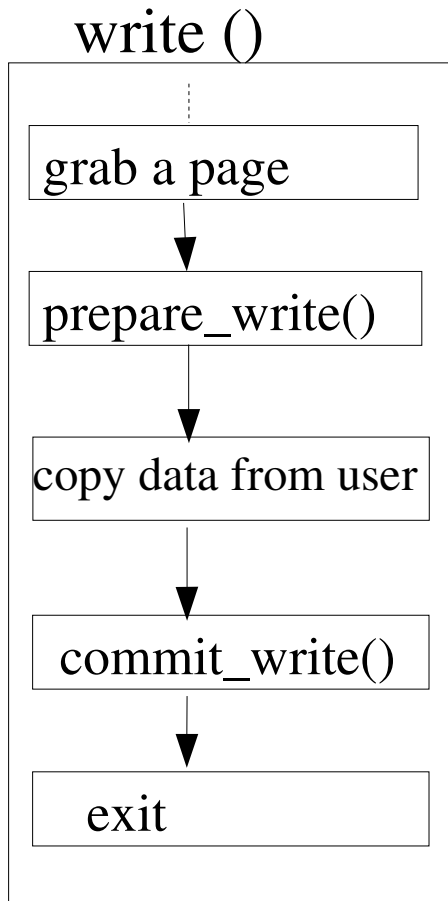 write ()
grab a page
prepare_write()
copy data from user
commit_write()
exit